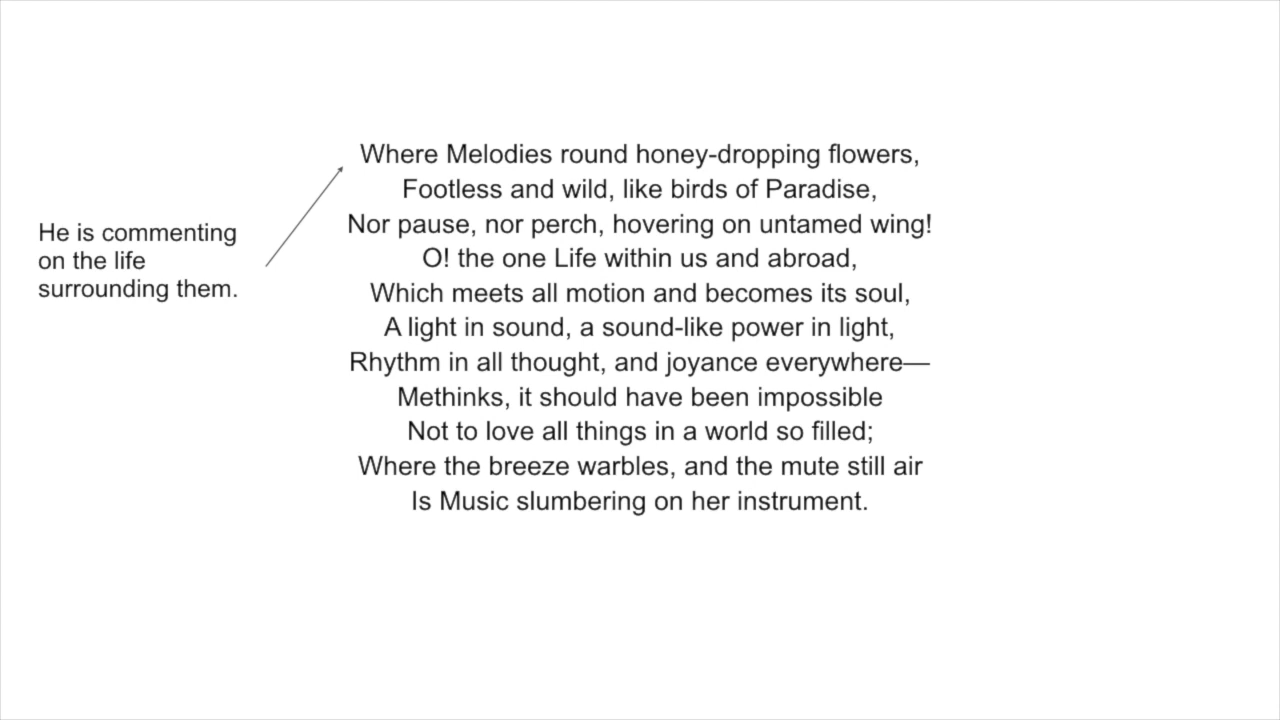 Where Melodies round honey-dropping flowers,
Footless and wild, like birds of Paradise,
Nor pause, nor perch, hovering on untamed wing!
O! the one Life within us and abroad,
Which meets all motion and becomes its soul,
A light in sound, a sound-like power in light,
Rhythm in all thought, and joyance everywhere—
Methinks, it should have been impossible
Not to love all things in a world so filled;
Where the breeze warbles, and the mute still air
Is Music slumbering on her instrument.
He is commenting
on the life
surrounding them.